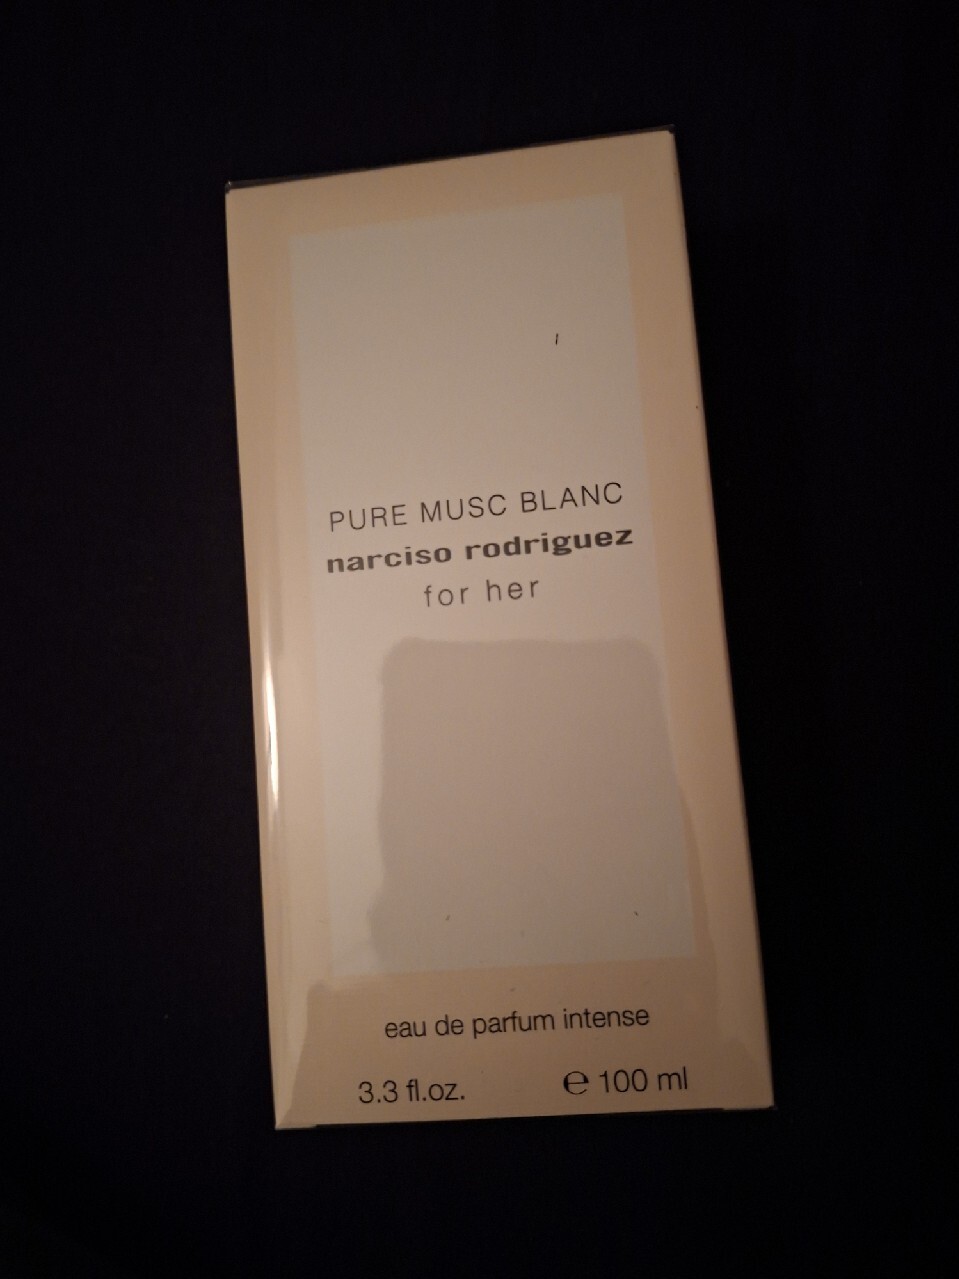 PURE MUSC BLANC
narciso rodriguez
for her
eau de parfum intense
3.3 fl.oz. ℮ 100 ml